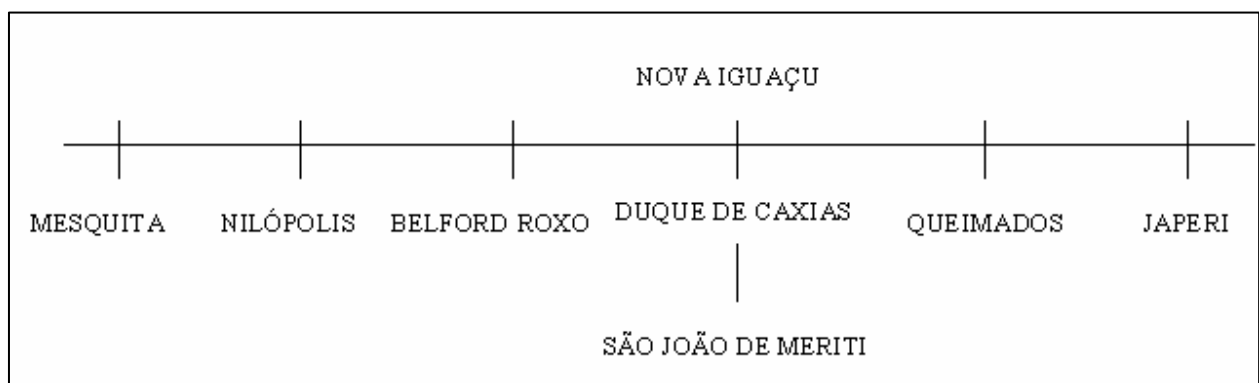 NOVA IGUAÇU
MESQUITA NILÓPOLIS BELFORD ROXO DUQUE DE CAXIAS QUEIMADOS JAPERI
SÃO JOÃO DE MERITI